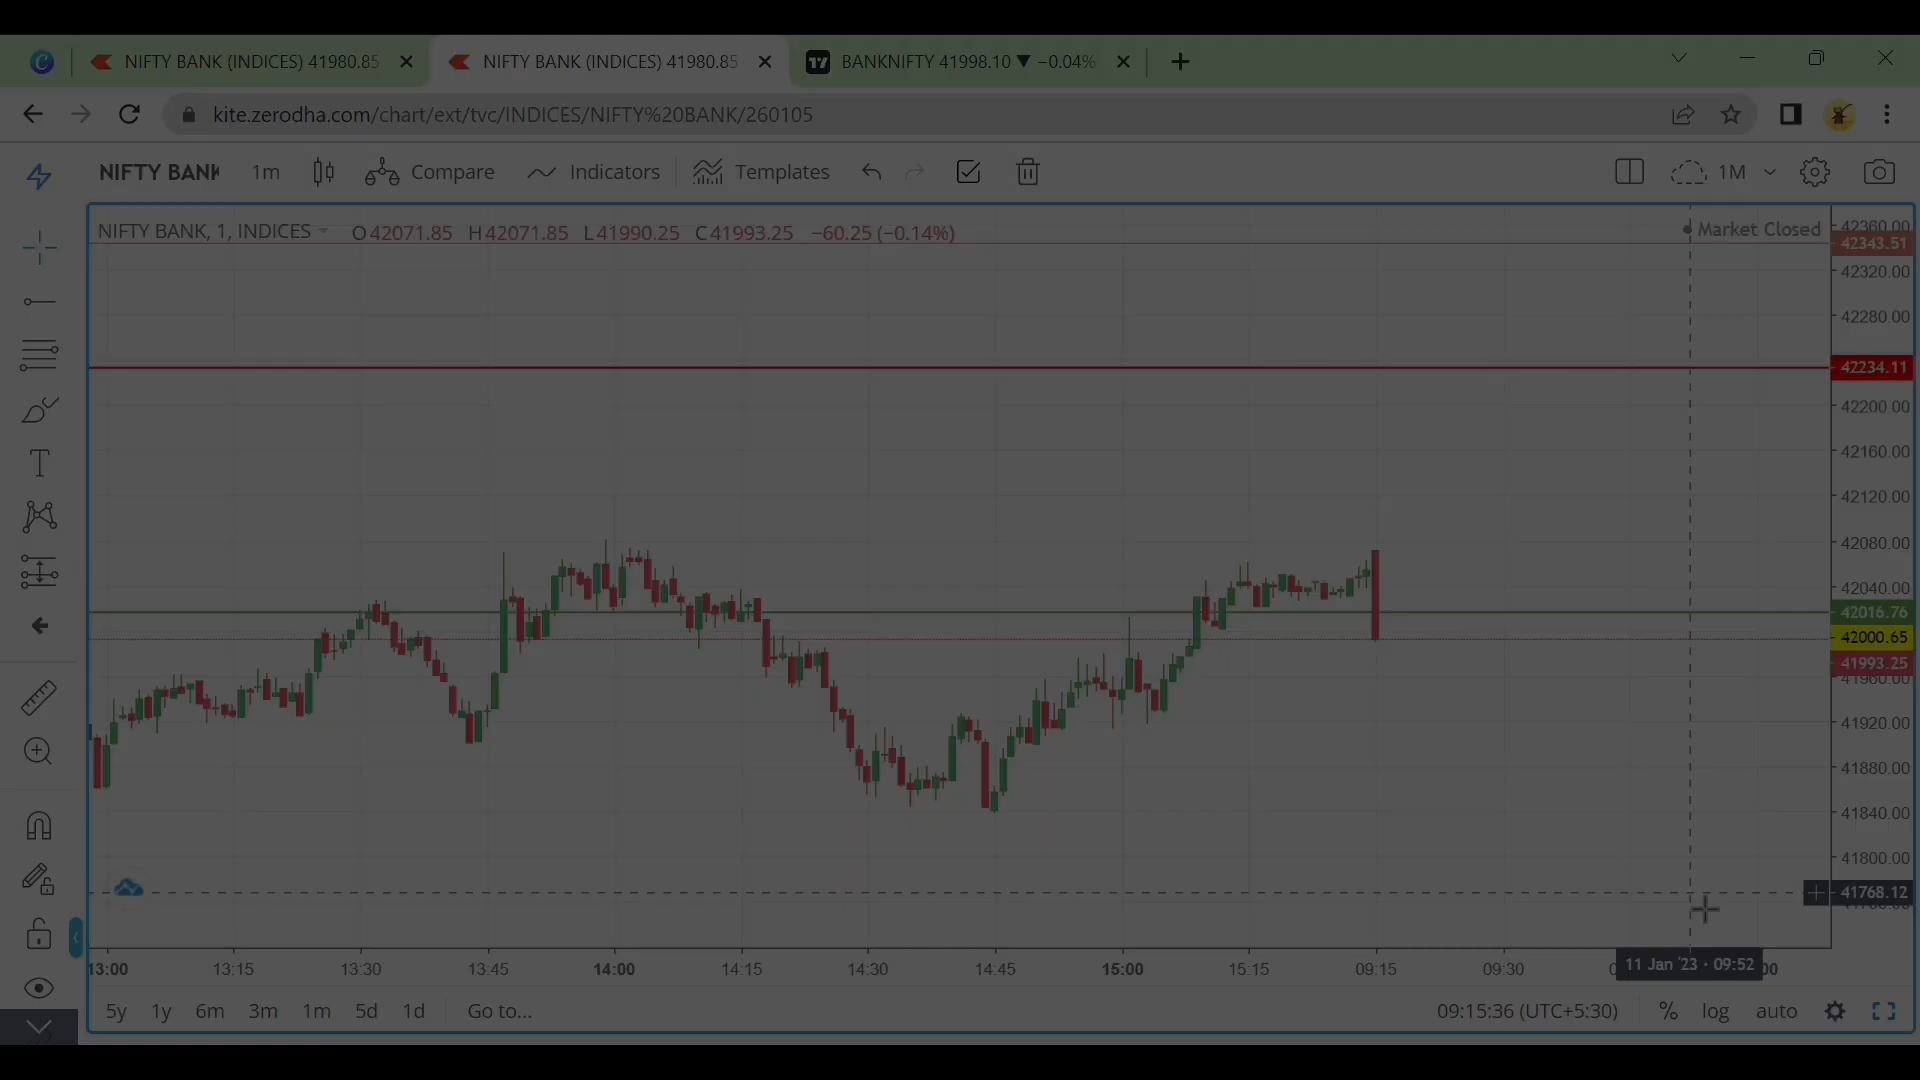 NIFTY BANK (INDICES) 41980.85
NIFTY BANK (INDICES) 41980.85
BANKNIFTY 41998.10 ▼ −0.04%
kite.zerodha.com/chart/ext/tvc/INDICES/NIFTY%20BANK/260105
NIFTY BANK 1m Compare Indicators Templates 1M
NIFTY BANK, 1, INDICES O42071.85 H42071.85 L41990.25 C41993.25 −60.25 (−0.14%)
Market Closed
42360.00
42343.51
42320.00
42280.00
42234.11
42200.00
42160.00
42120.00
42080.00
42040.00
42016.76
42000.65
41993.25
41960.00
41920.00
41880.00
41840.00
41800.00
41768.12
13:00 13:15 13:30 13:45 14:00 14:15 14:30 14:45 15:00 15:15 09:15 09:30 11 Jan '23 · 09:52
5y 1y 6m 3m 1m 5d 1d Go to... 09:15:36 (UTC+5:30) % log auto